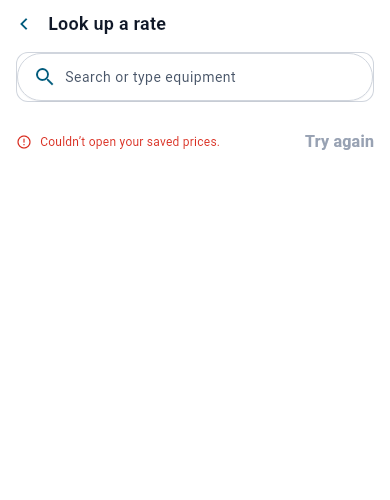 Look up a rate
Search or type equipment
Couldn't open your saved prices.
Try again